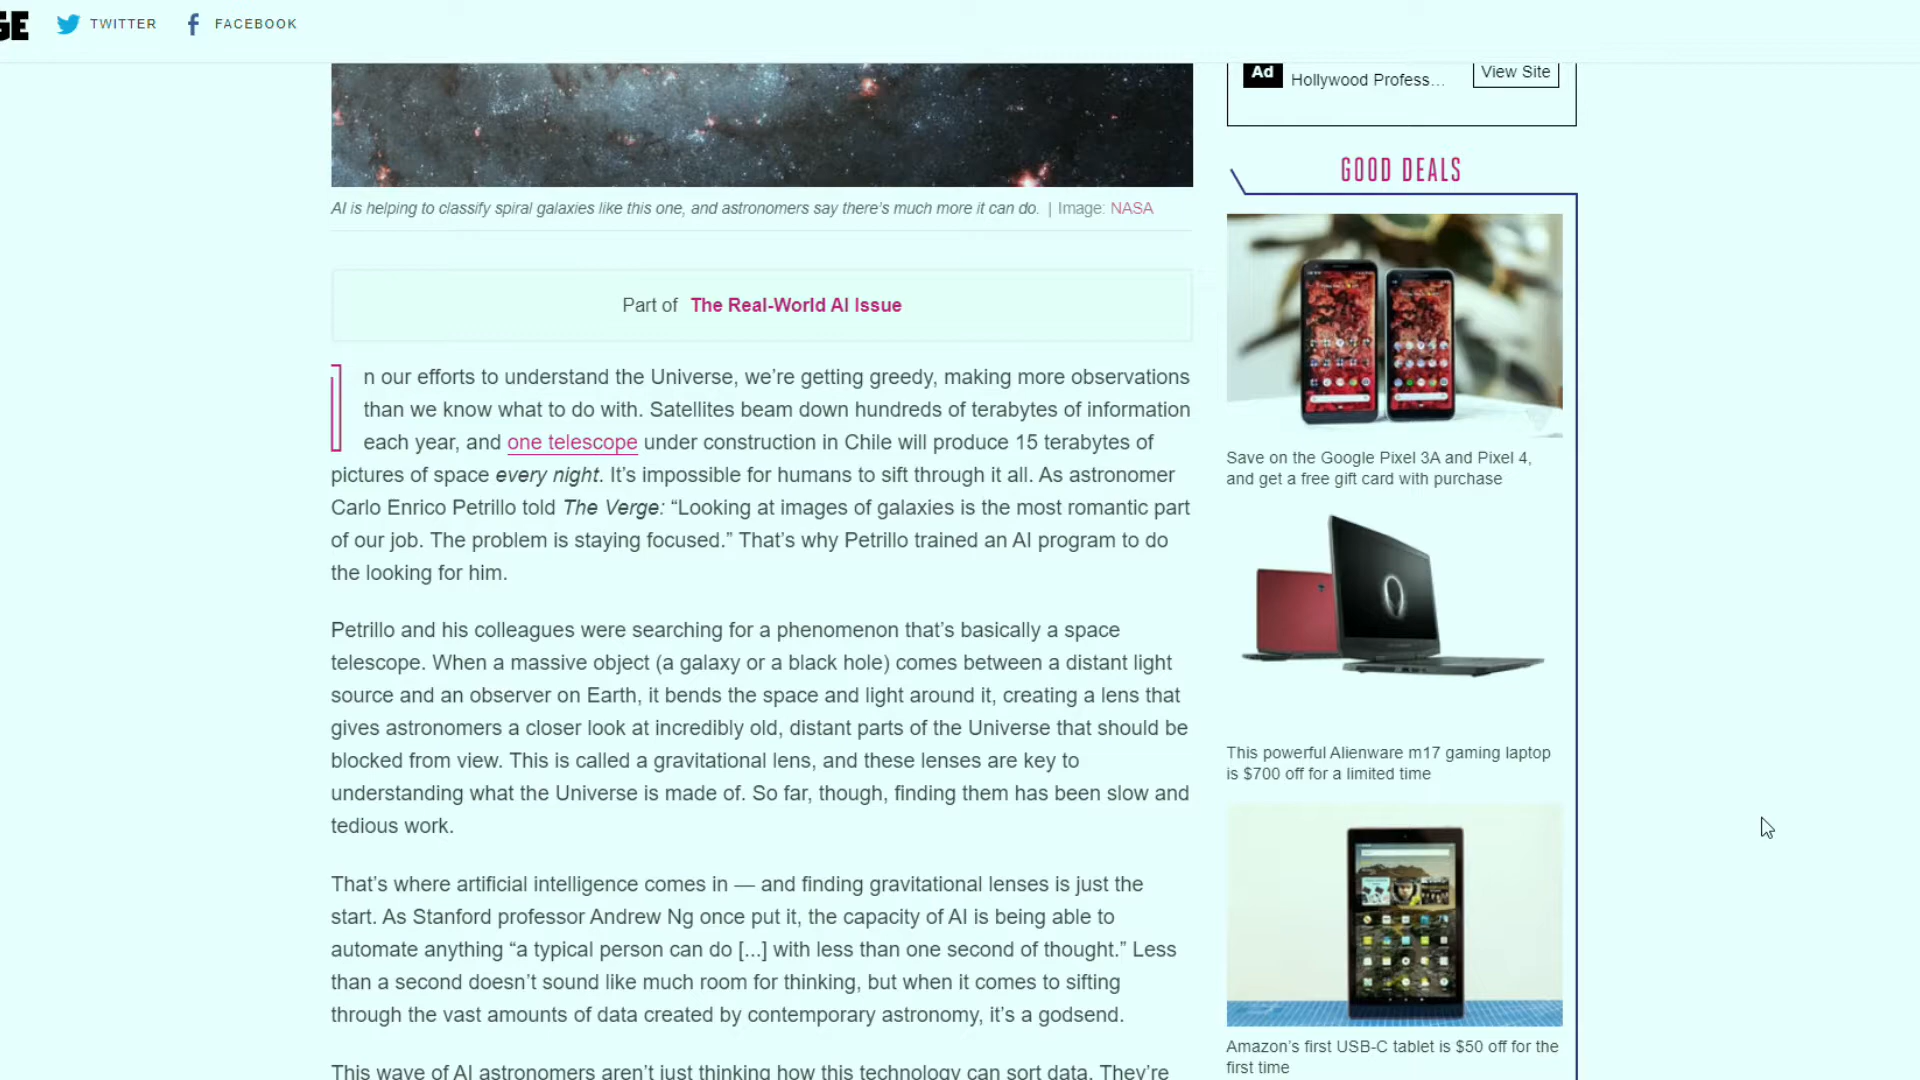 GE
TWITTER
FACEBOOK
Ad
Hollywood Profess...
View Site
AI is helping to classify spiral galaxies like this one, and astronomers say there’s much more it can do. | Image: NASA
Part of The Real-World AI Issue
In our efforts to understand the Universe, we’re getting greedy, making more observations
than we know what to do with. Satellites beam down hundreds of terabytes of information
each year, and one telescope under construction in Chile will produce 15 terabytes of
pictures of space every night. It’s impossible for humans to sift through it all. As astronomer
Carlo Enrico Petrillo told The Verge: “Looking at images of galaxies is the most romantic part
of our job. The problem is staying focused.” That’s why Petrillo trained an AI program to do
the looking for him.
Petrillo and his colleagues were searching for a phenomenon that’s basically a space
telescope. When a massive object (a galaxy or a black hole) comes between a distant light
source and an observer on Earth, it bends the space and light around it, creating a lens that
gives astronomers a closer look at incredibly old, distant parts of the Universe that should be
blocked from view. This is called a gravitational lens, and these lenses are key to
understanding what the Universe is made of. So far, though, finding them has been slow and
tedious work.
That’s where artificial intelligence comes in — and finding gravitational lenses is just the
start. As Stanford professor Andrew Ng once put it, the capacity of AI is being able to
automate anything “a typical person can do [...] with less than one second of thought.” Less
than a second doesn’t sound like much room for thinking, but when it comes to sifting
through the vast amounts of data created by contemporary astronomy, it’s a godsend.
This wave of AI astronomers aren’t just thinking how this technology can sort data. They’re
GOOD DEALS
Save on the Google Pixel 3A and Pixel 4,
and get a free gift card with purchase
This powerful Alienware m17 gaming laptop
is $700 off for a limited time
Amazon’s first USB-C tablet is $50 off for the
first time